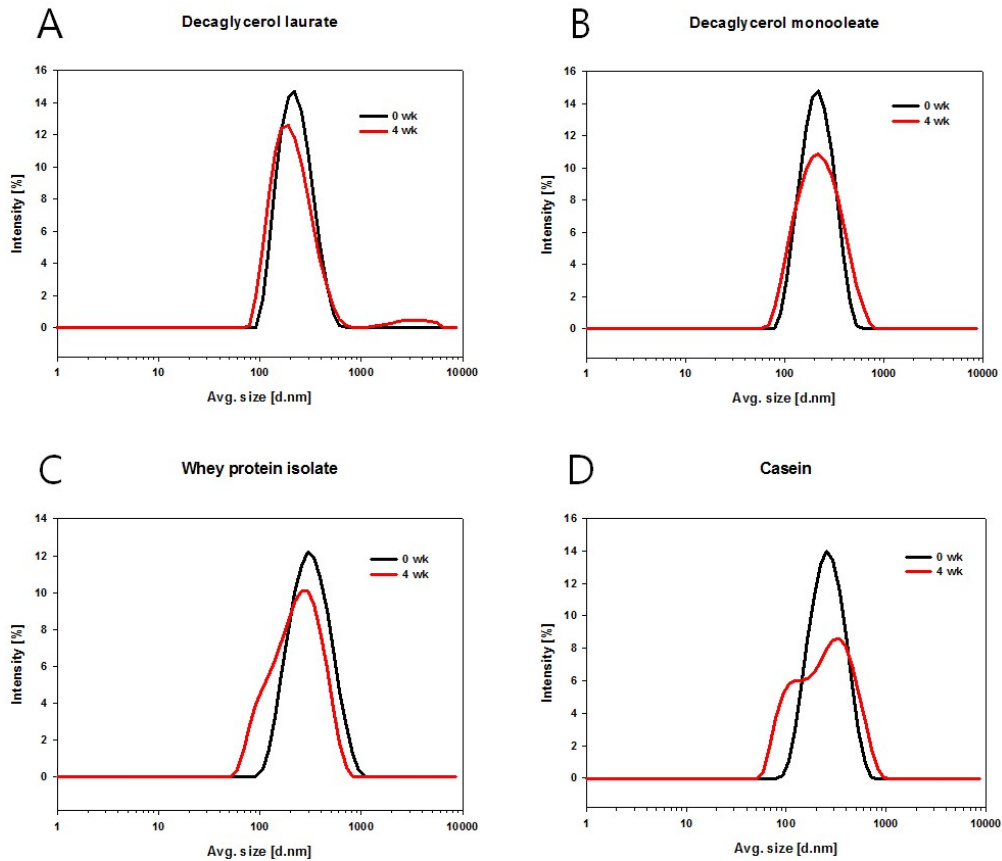 A
Decaglycerol laurate
16
14
12
10
8
6
4
2
0
Intensity [%]
0 wk
4 wk
1 10 100 1000 10000
Avg. size [d.nm]
B
Decaglycerol monooleate
16
14
12
10
8
6
4
2
0
Intensity [%]
0 wk
4 wk
1 10 100 1000 10000
Avg. size [d.nm]
C
Whey protein isolate
14
12
10
8
6
4
2
0
Intensity [%]
0 wk
4 wk
1 10 100 1000 10000
Avg. size [d.nm]
D
Casein
16
14
12
10
8
6
4
2
0
Intensity [%]
0 wk
4 wk
1 10 100 1000 10000
Avg. size [d.nm]